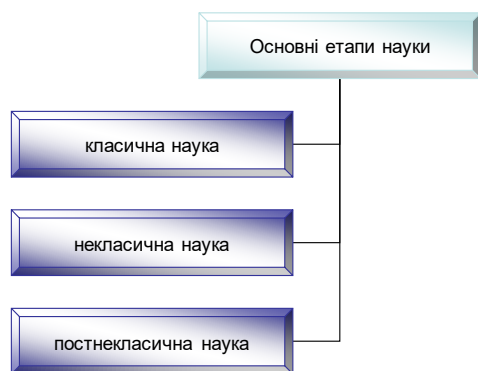 Основні етапи науки
класична наука
некласична наука
постнекласична наука